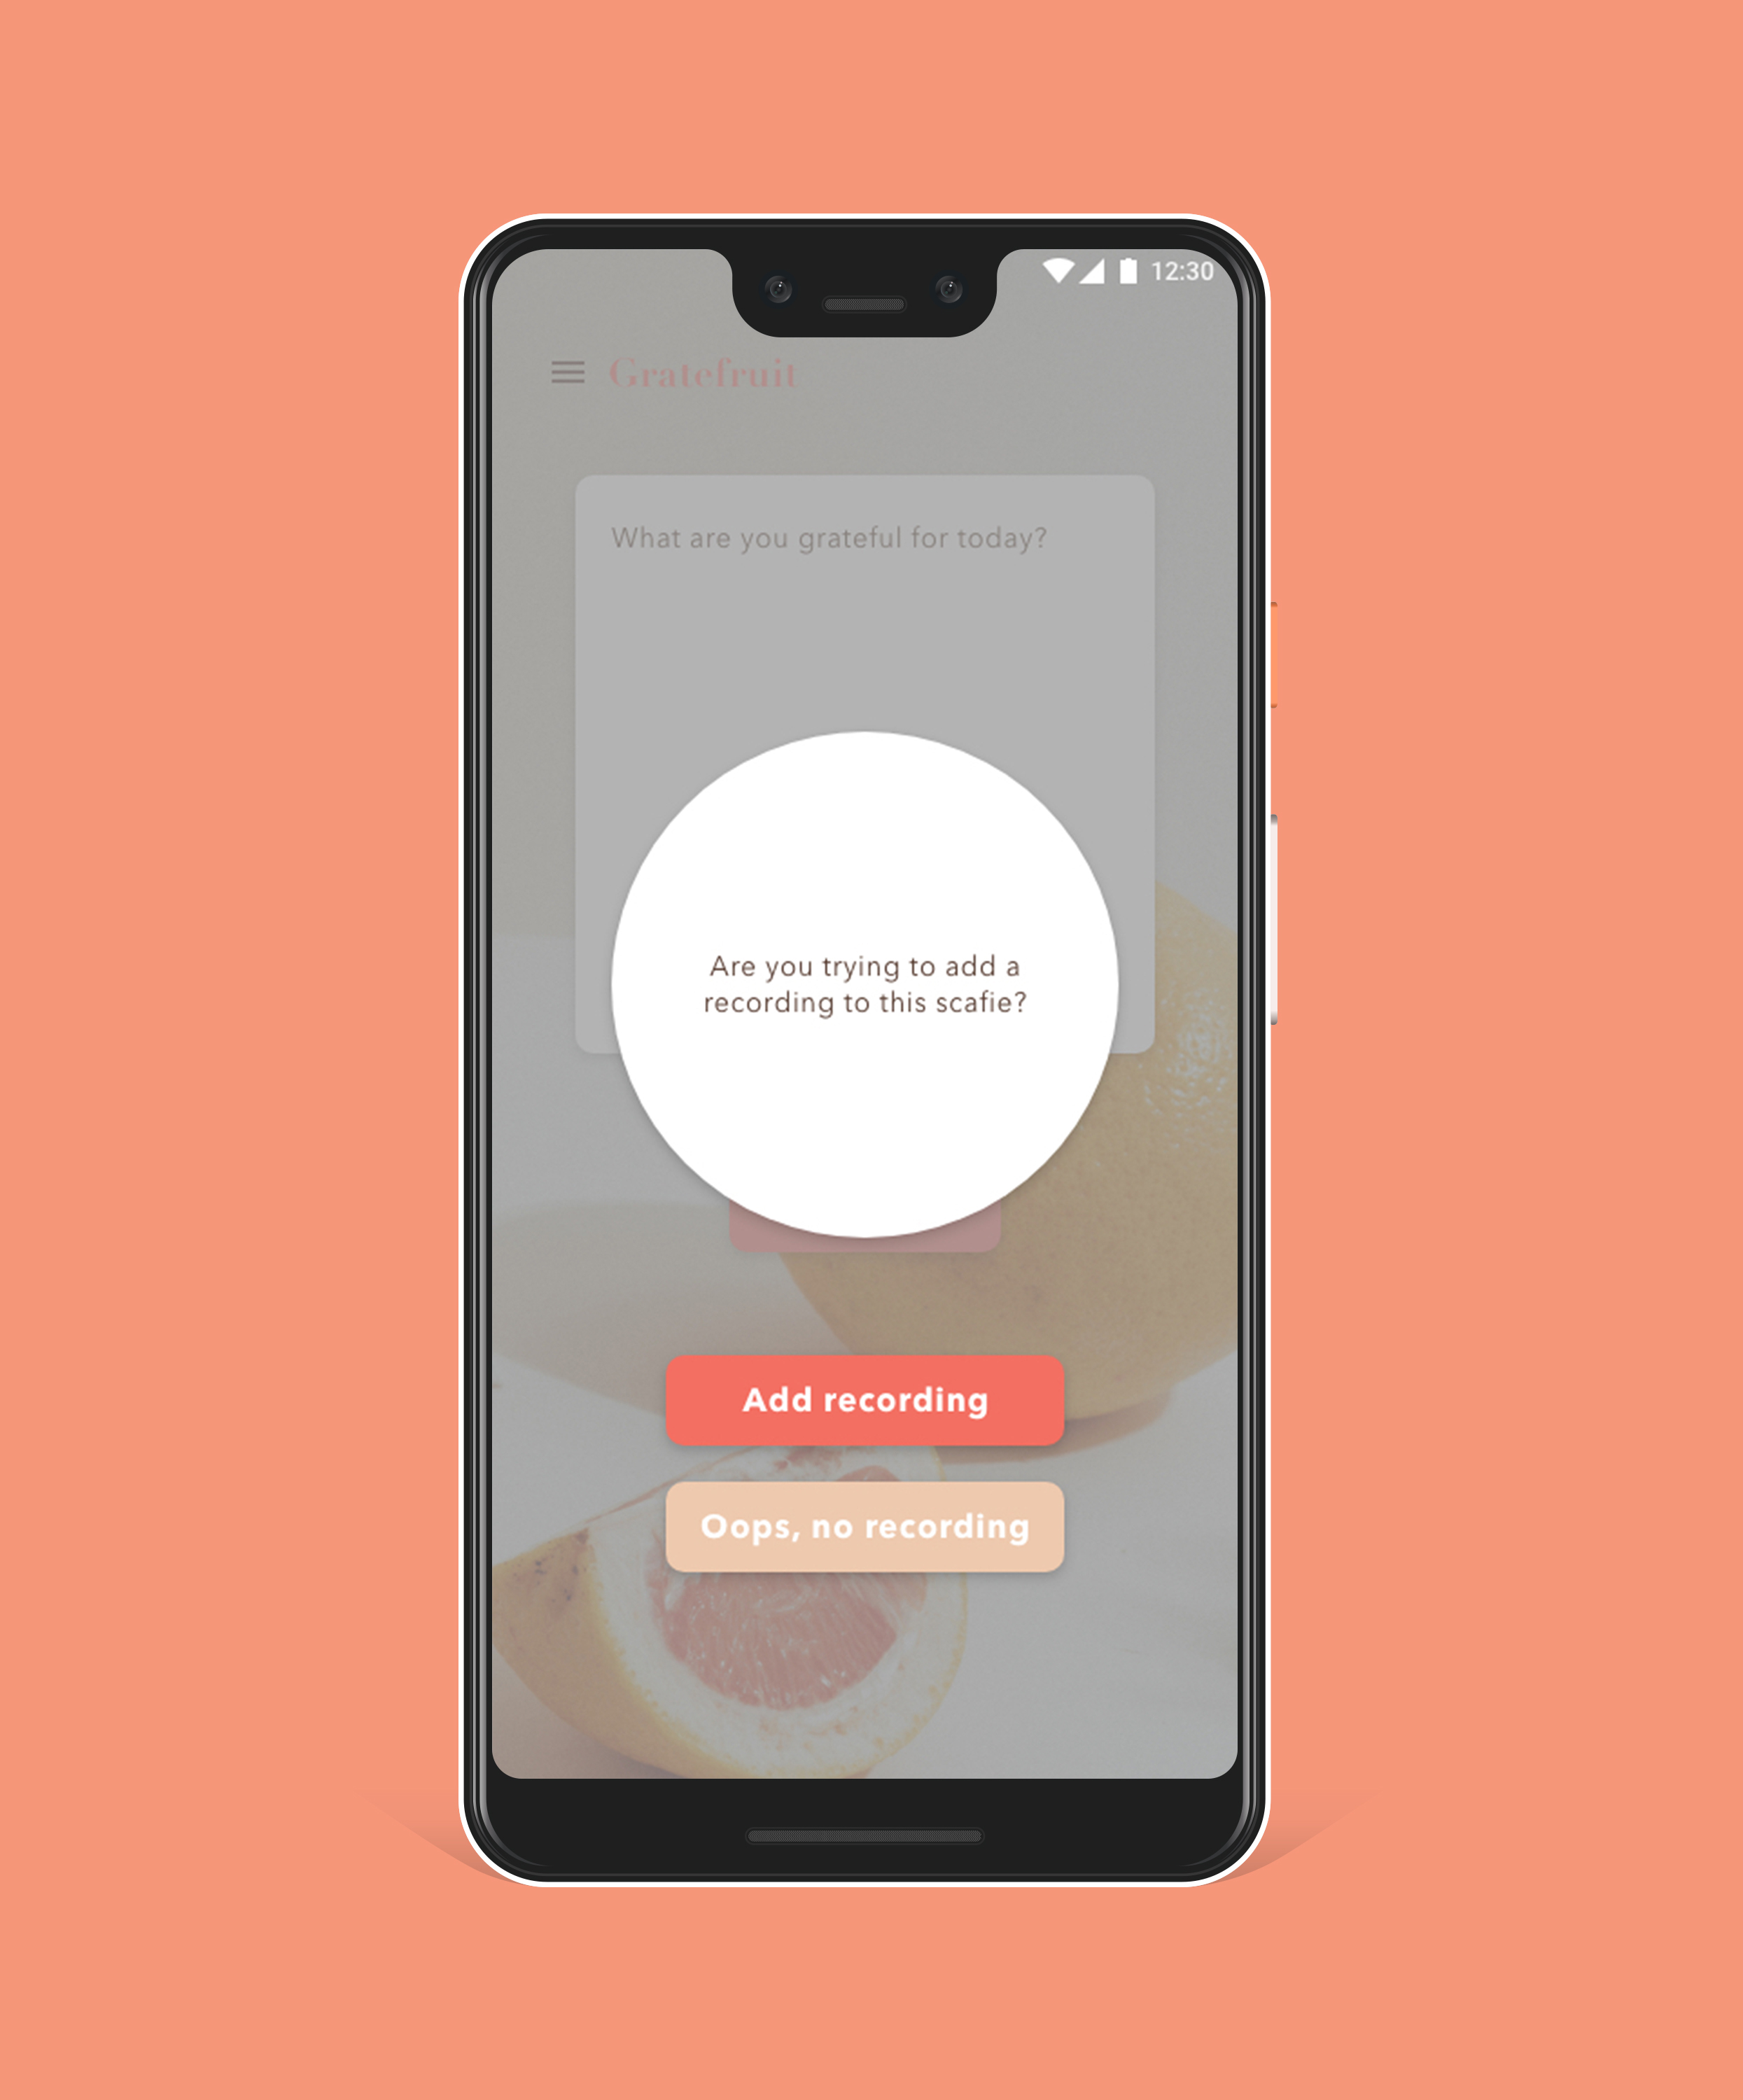 12:30
Gratefruit
What are you grateful for today?
Are you trying to add a
recording to this scafie?
Add recording
Oops, no recording